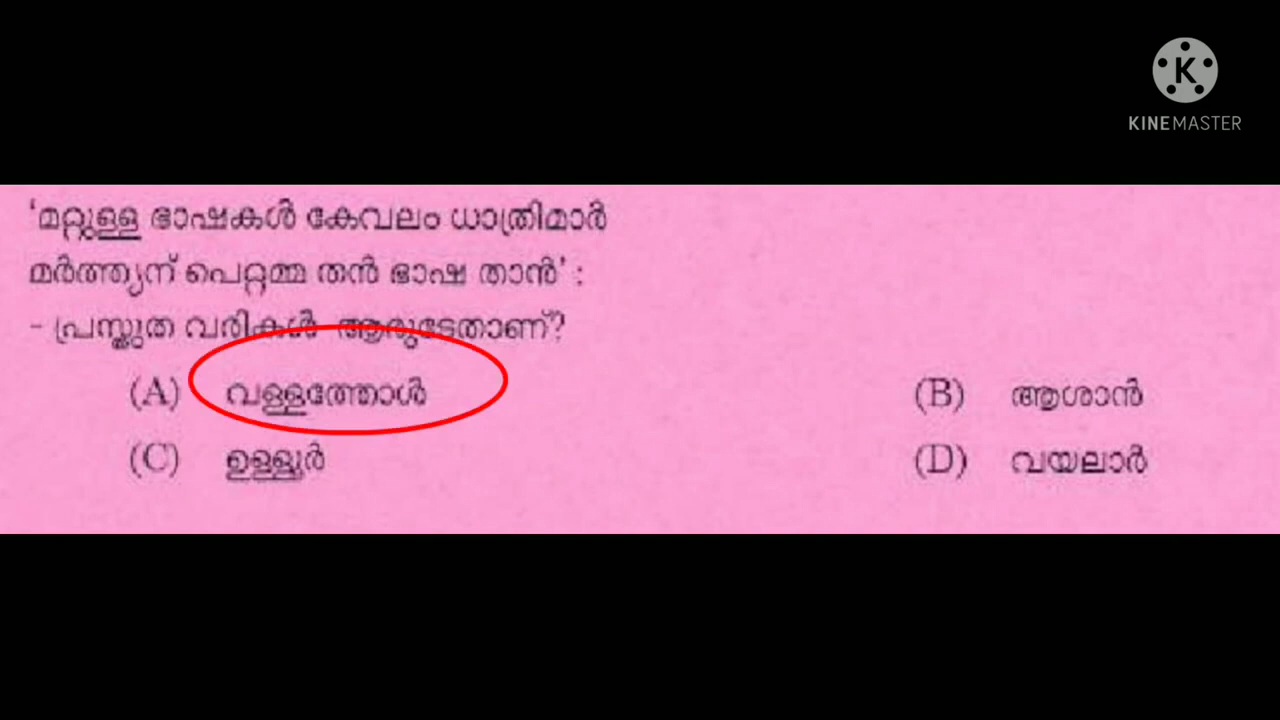 K
KINEMASTER
'മറ്റുള്ള ഭാഷകൾ കേവലം ധാത്രിമാർ
മർത്ത്യന് പെറ്റമ്മ തൻ ഭാഷ താൻ' :
- പ്രസ്തുത വരികൾ ആരുടേതാണ്?
(A) വള്ളത്തോൾ (B) ആശാൻ
(C) ഉള്ളൂർ (D) വയലാർ